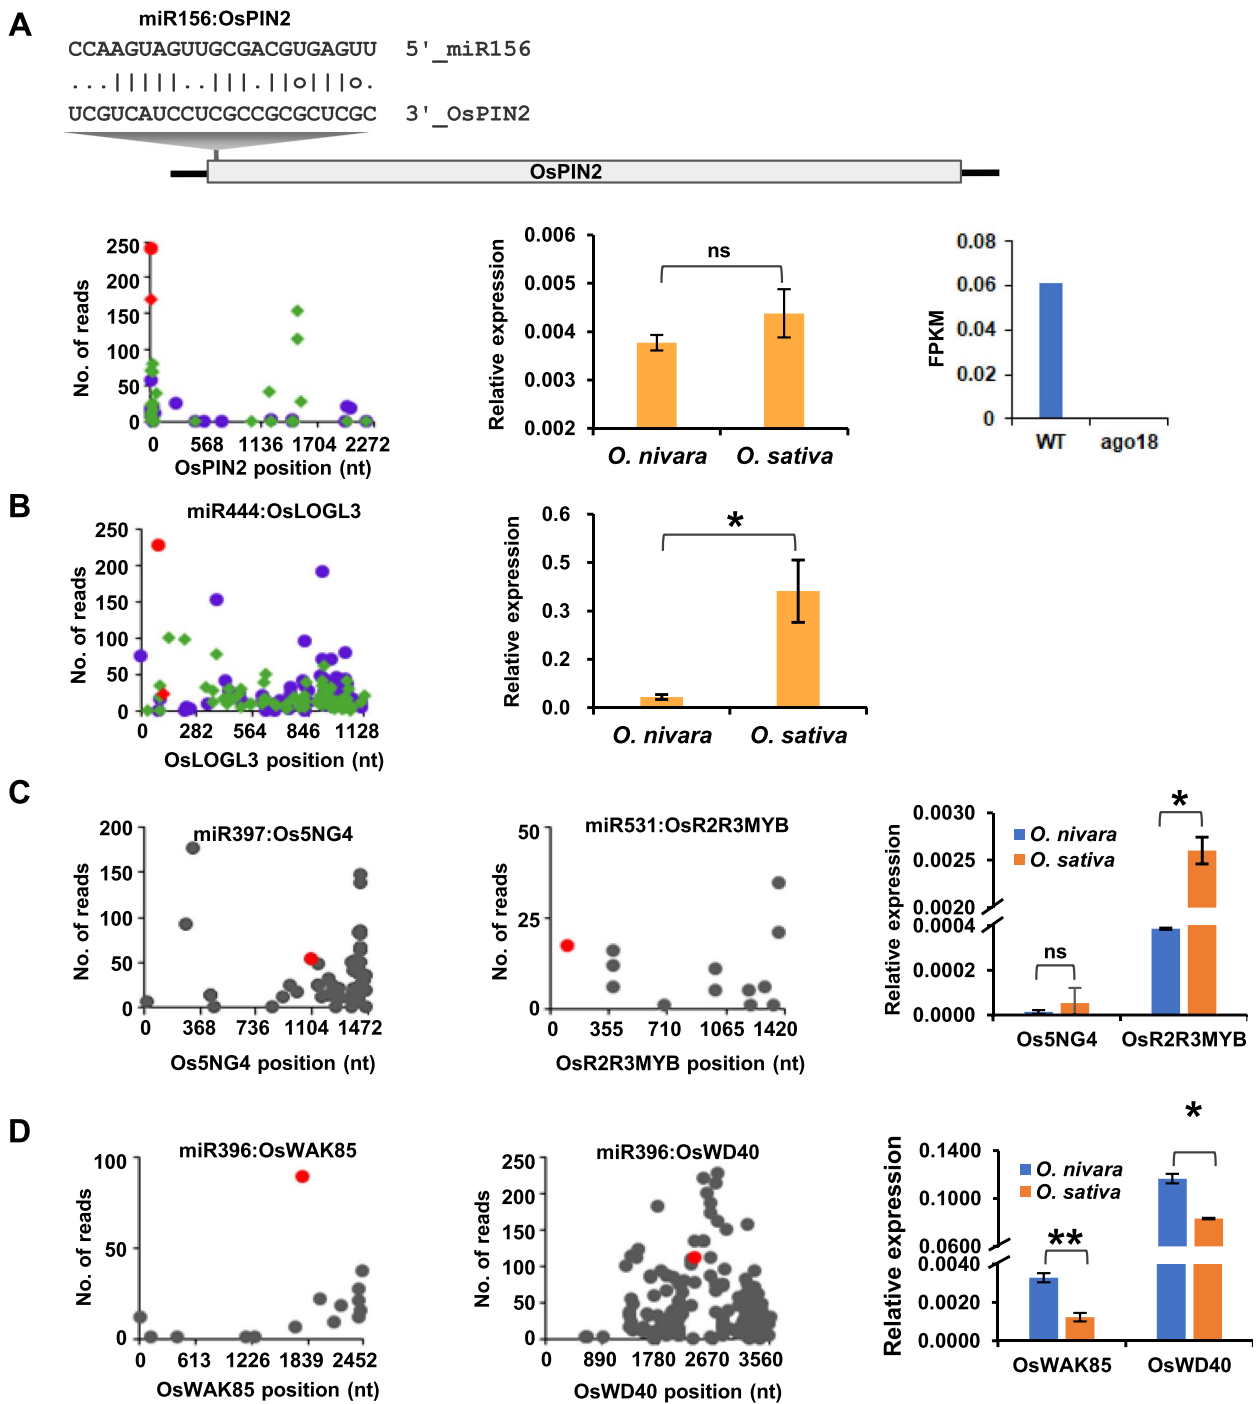 A
miR156:OsPIN2
CCAAGUAGUUGCGACGUGAGUU 5'_miR156
...|||||..|||.||o|||o.
UCGUCAUCCUCGCCGCGCUCGC 3'_OsPIN2
OsPIN2
No. of reads
250
200
150
100
50
0
0 568 1136 1704 2272
OsPIN2 position (nt)
Relative expression
0.006
0.005
0.004
0.003
0.002
ns
O. nivara O. sativa
FPKM
0.08
0.06
0.04
0.02
0
WT ago18
B
miR444:OsLOGL3
No. of reads
250
200
150
100
50
0
0 282 564 846 1128
OsLOGL3 position (nt)
Relative expression
0.6
0.5
0.3
0.2
0.0
*
O. nivara O. sativa
C
miR397:Os5NG4
No. of reads
200
150
100
50
0
0 368 736 1104 1472
Os5NG4 position (nt)
miR531:OsR2R3MYB
No. of reads
50
25
0
0 355 710 1065 1420
OsR2R3MYB position (nt)
Relative expression
0.0030
0.0025
0.0020
0.0004
0.0002
0.0000
O. nivara
O. sativa
ns
*
Os5NG4 OsR2R3MYB
D
miR396:OsWAK85
No. of reads
100
50
0
0 613 1226 1839 2452
OsWAK85 position (nt)
miR396:OsWD40
No. of reads
250
200
150
100
50
0
0 890 1780 2670 3560
OsWD40 position (nt)
Relative expression
0.1400
0.1000
0.0600
0.0040
0.0020
0.0000
O. nivara
O. sativa
**
*
OsWAK85 OsWD40